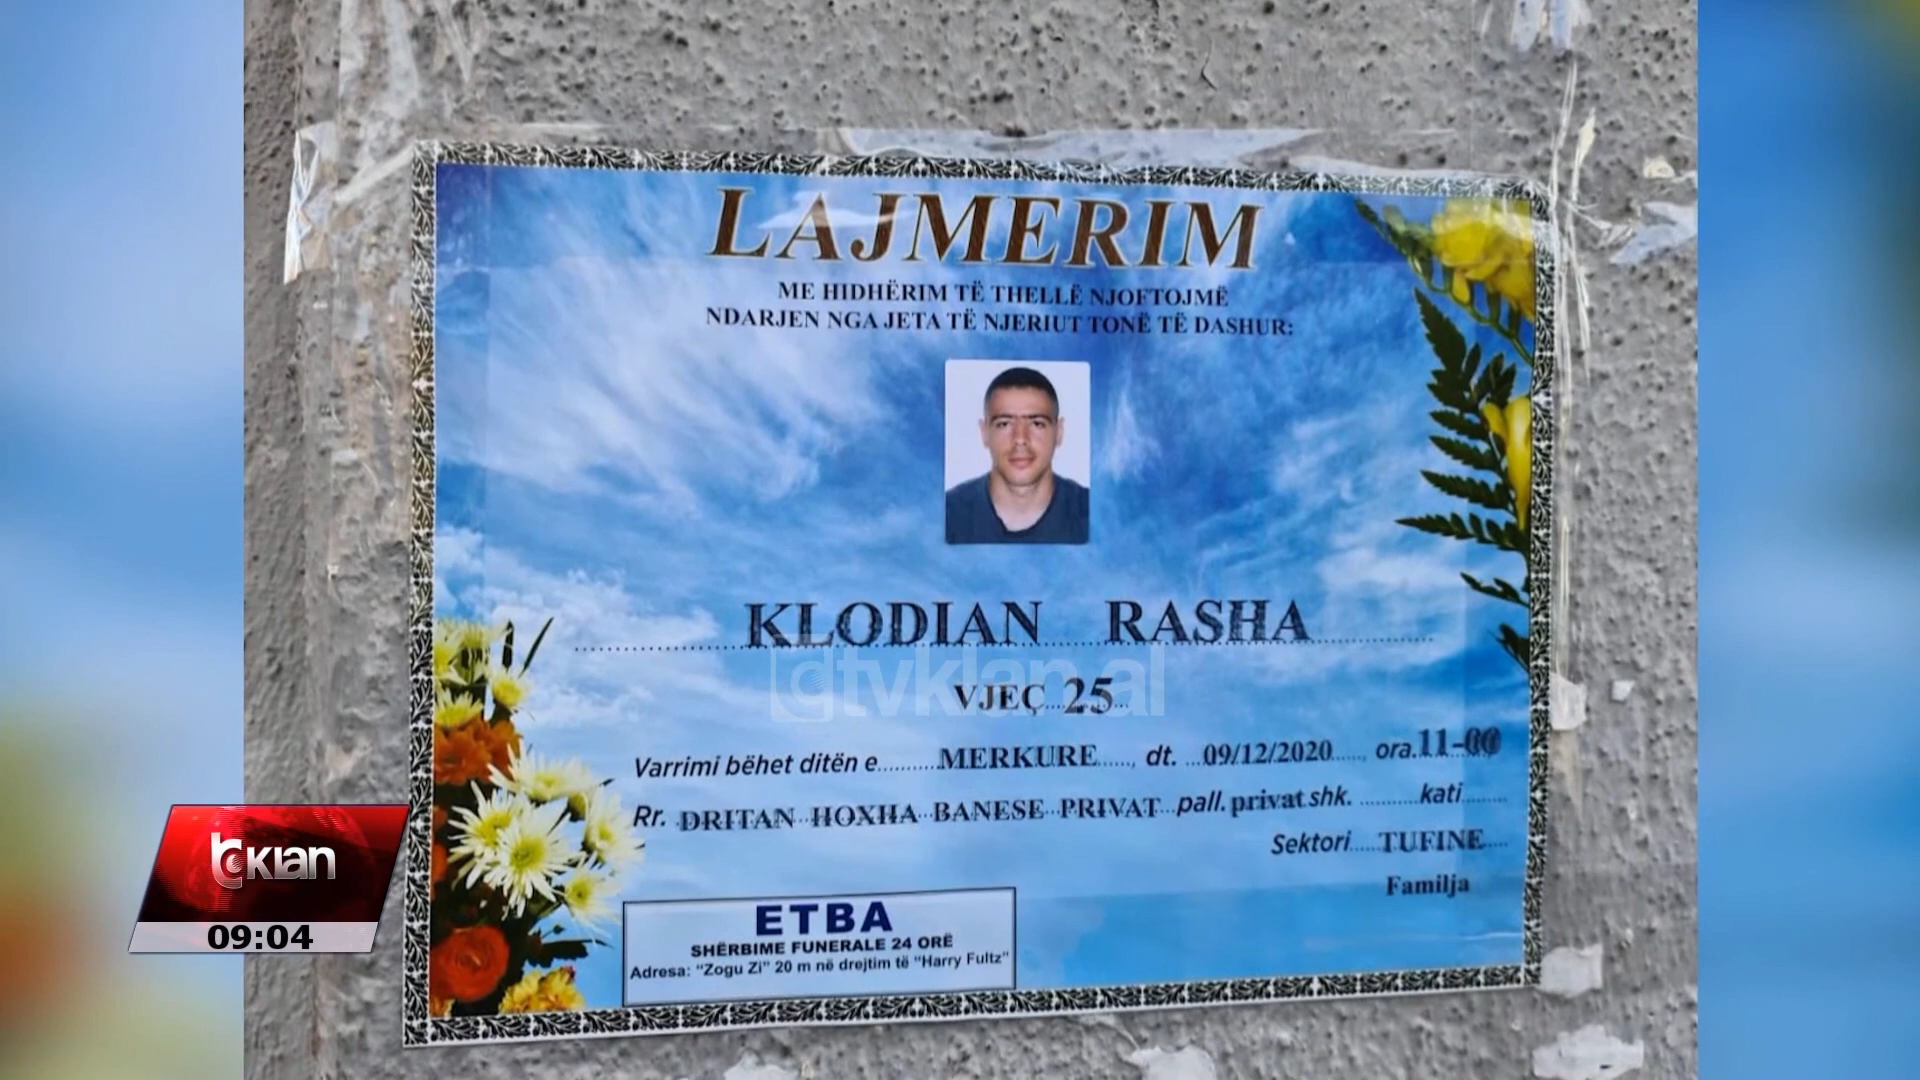 LAJMERIM
ME HIDHËRIM TË THELLË NJOFTOJMË
NDARJEN NGA JETA TË NJERIUT TONË TË DASHUR:
KLODIAN RASHA
gtvklan.al
VJEÇ 25
Varrimi bëhet ditën e MERKURE, dt. 09/12/2020, ora. 11-00
Rr. DRITAN HOXHA BANESE PRIVAT pall. privat shk. kati
Sektori TUFINE
Familja
ETBA
SHËRBIME FUNERALE 24 ORË
Adresa: "Zogu Zi" 20 m në drejtim të "Harry Fultz"
tvKlan
09:04